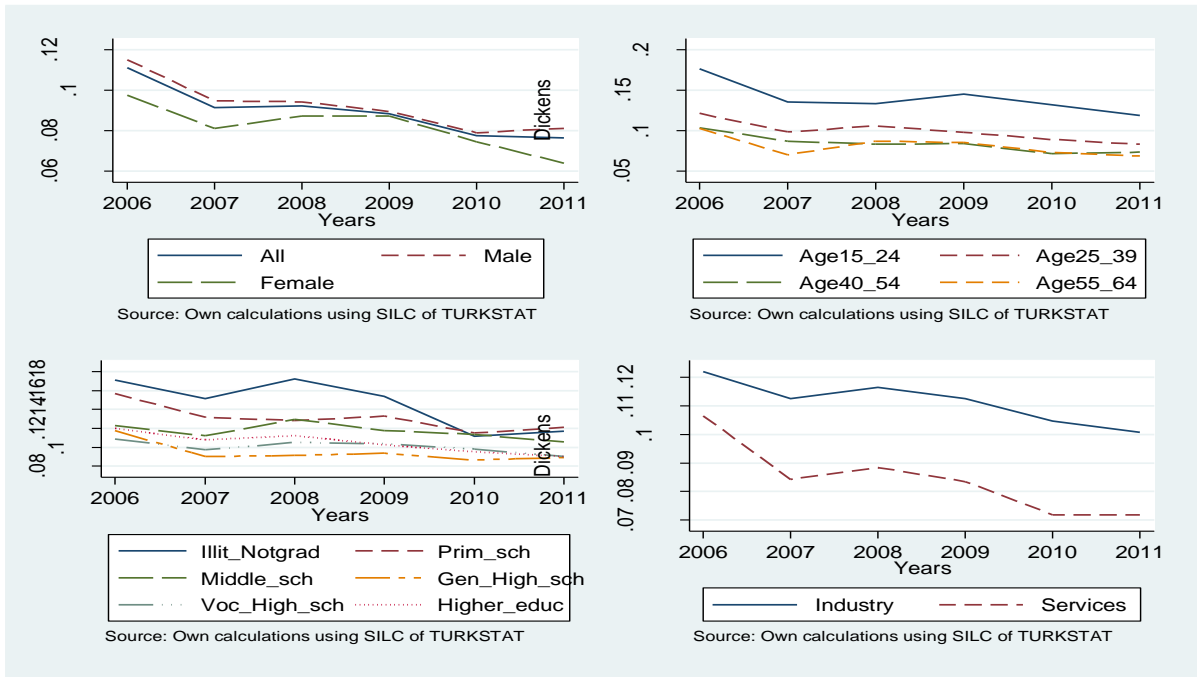 .12
.1
.08
.06
Dickens
2006 2007 2008 2009 2010 2011
Years
All Male
Female
Source: Own calculations using SILC of TURKSTAT
.2
.15
.1
.05
2006 2007 2008 2009 2010 2011
Years
Age15_24 Age25_39
Age40_54 Age55_64
Source: Own calculations using SILC of TURKSTAT
.08 .1 .12 .14 .16 .18
Dickens
2006 2007 2008 2009 2010 2011
Years
Illit_Notgrad Prim_sch
Middle_sch Gen_High_sch
Voc_High_sch Higher_educ
Source: Own calculations using SILC of TURKSTAT
.07 .08 .09 .1 .11 .12
2006 2007 2008 2009 2010 2011
Years
Industry Services
Source: Own calculations using SILC of TURKSTAT